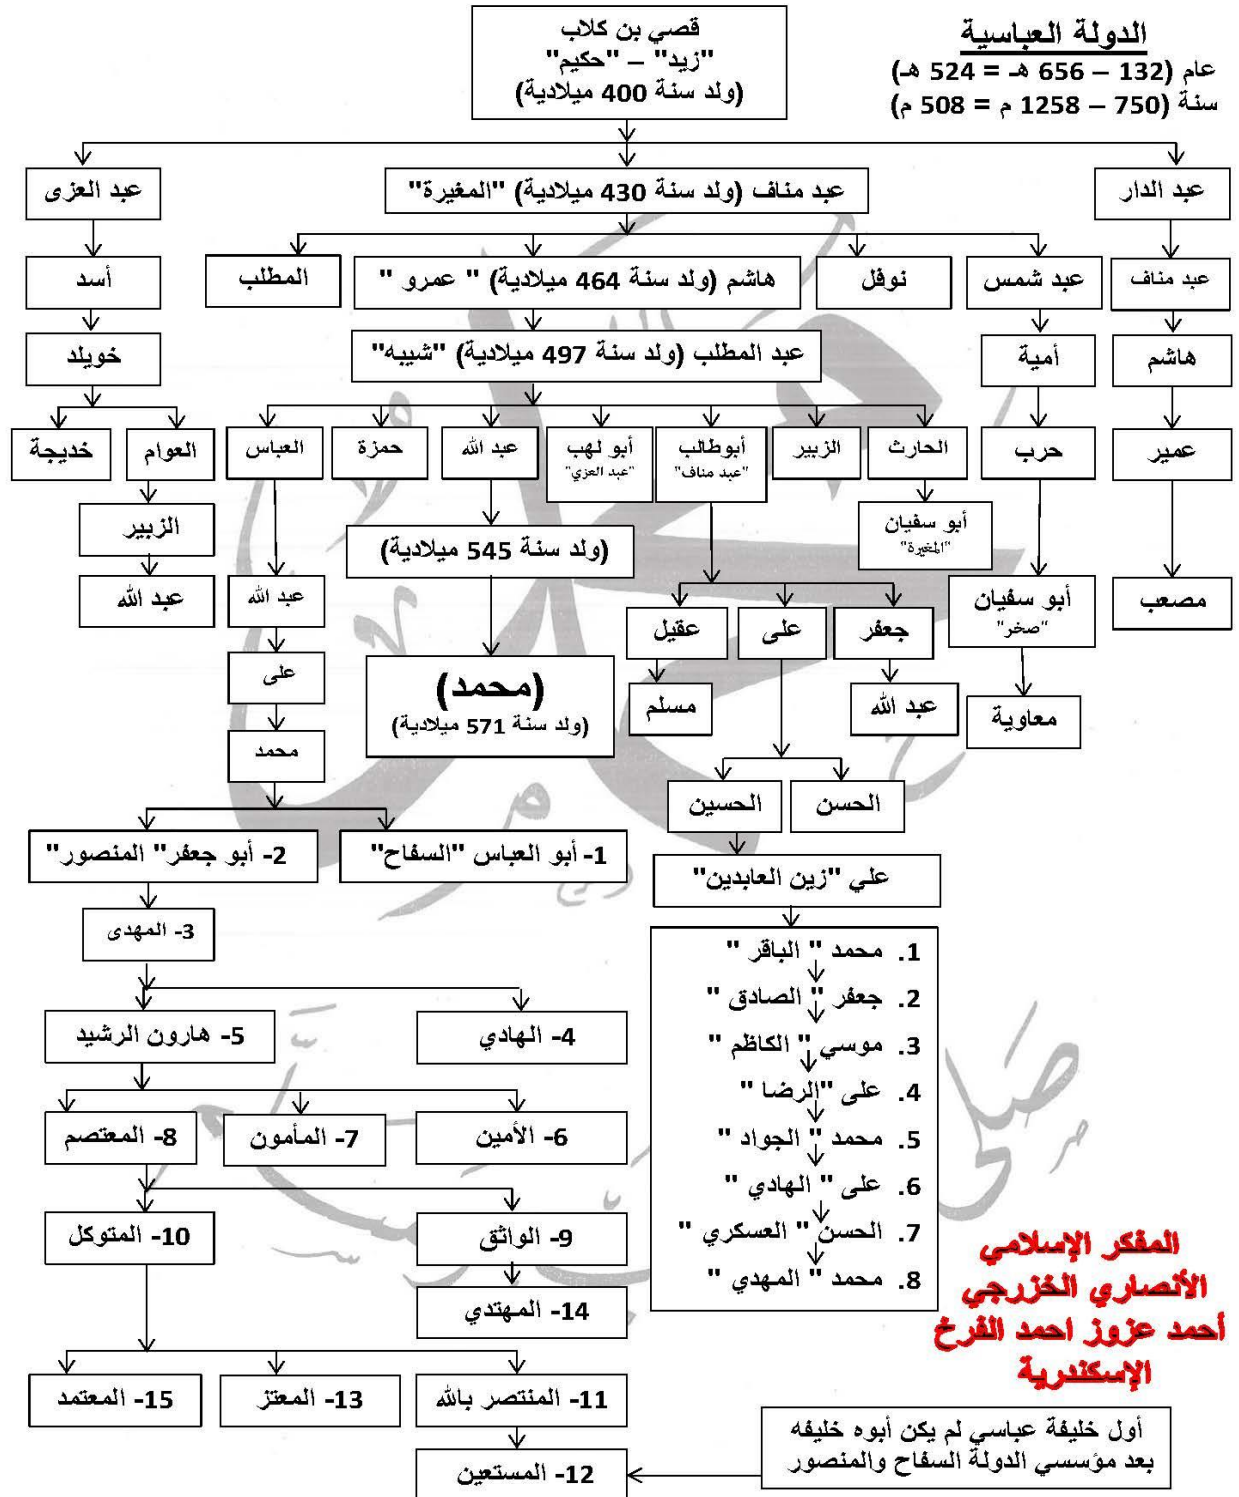 الدولة العباسية
عام (132 – 656 هـ = 524 هـ)
سنة (750 – 1258 م = 508 م)
قصي بن كلاب
"زيد" – "حكيم"
(ولد سنة 400 ميلادية)
عبد الدار
عبد مناف (ولد سنة 430 ميلادية) "المغيرة"
عبد العزى
عبد مناف
عبد شمس
نوفل
هاشم (ولد سنة 464 ميلادية) " عمرو "
المطلب
أسد
هاشم
أمية
عبد المطلب (ولد سنة 497 ميلادية) "شيبه"
خويلد
عمير
حرب
الحارث
الزبير
أبوطالب
"عبد مناف"
أبو لهب
"عبد العزي"
عبد الله
حمزة
العباس
العوام
خديجة
أبو سفيان
"المغيرة"
(ولد سنة 545 ميلادية)
الزبير
مصعب
أبو سفيان
"صخر"
عبد الله
عبد الله
جعفر
على
عقيل
على
(محمد)
(ولد سنة 571 ميلادية)
معاوية
عبد الله
مسلم
محمد
الحسن
الحسين
1- أبو العباس "السفاح"
2- أبو جعفر" المنصور"
علي "زين العابدين"
3- المهدى
1. محمد " الباقر "
2. جعفر " الصادق "
3. موسي " الكاظم "
4. على "الرضا "
5. محمد " الجواد "
6. على " الهادي "
7. الحسن " العسكري "
8. محمد " المهدي "
4- الهادي
5- هارون الرشيد
6- الأمين
7- المأمون
8- المعتصم
9- الواثق
10- المتوكل
14- المهتدي
11- المنتصر بالله
13- المعتز
15- المعتمد
12- المستعين
المفكر الإسلامي
الأنصاري الخزرجي
أحمد عزوز احمد الفرخ
الإسكندرية
أول خليفة عباسي لم يكن أبوه خليفه
بعد مؤسسي الدولة السفاح والمنصور
محمد
صلى